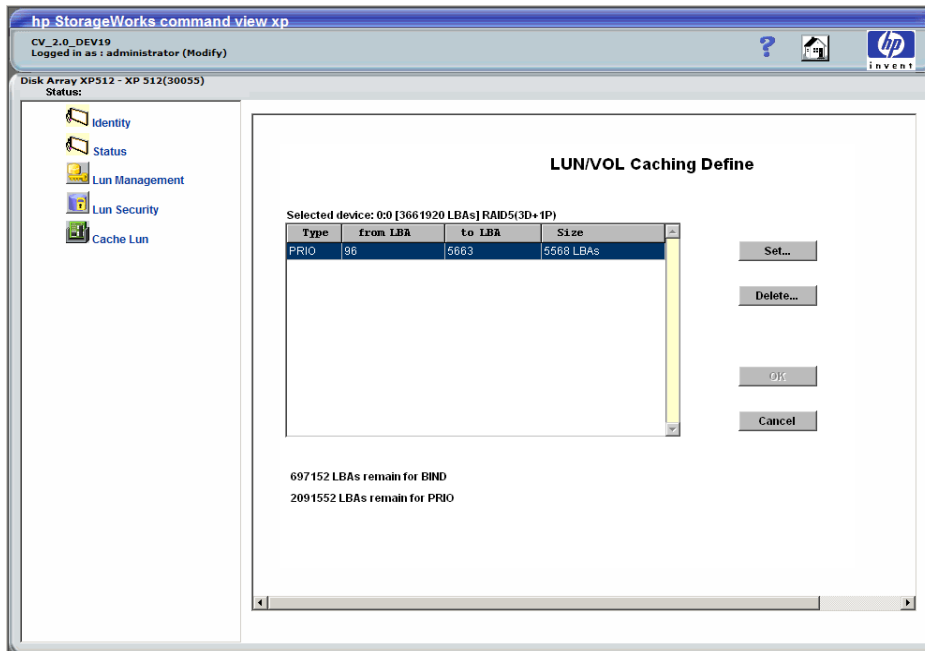 hp StorageWorks command view xp
CV_2.0_DEV19
Logged in as : administrator (Modify)
?
hp
invent
Disk Array XP512 - XP 512(30055)
Status:
Identity
Status
Lun Management
Lun Security
Cache Lun
LUN/VOL Caching Define
Selected device: 0:0 [3661920 LBAs] RAID5(3D+1P)
Type from LBA to LBA Size
PRIO 96 5663 5568 LBAs
Set...
Delete...
OK
Cancel
697152 LBAs remain for BIND
2091552 LBAs remain for PRIO